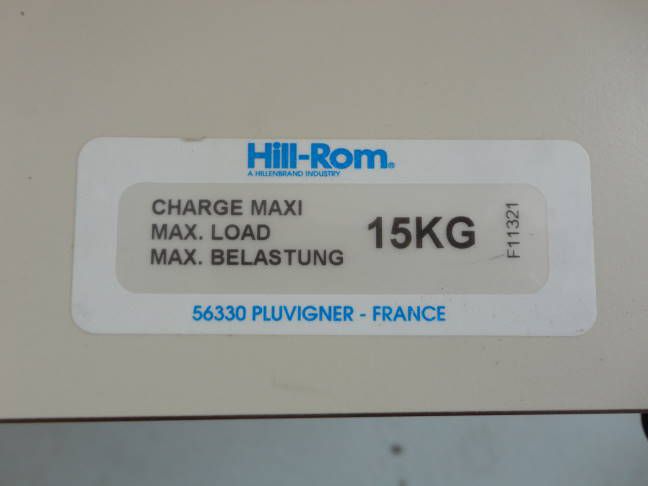 Hill-Rom®
A HILLENBRAND INDUSTRY
CHARGE MAXI
MAX. LOAD
MAX. BELASTUNG
15KG
F11321
56330 PLUVIGNER - FRANCE